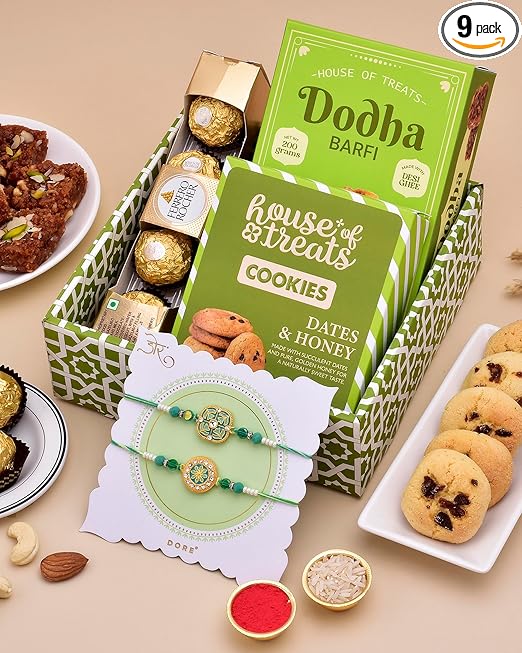 9
pack
HOUSE OF TREATS
Dodha
BARFI
NET WT
200
grams
MADE WITH
DESI
GHEE
Dodha
FERRERO
ROCHER
house of
& treats
COOKIES
DATES
& HONEY
MADE WITH SUCCULENT DATES
AND PURE GOLDEN HONEY FOR
A NATURALLY SWEET TASTE.
DORE